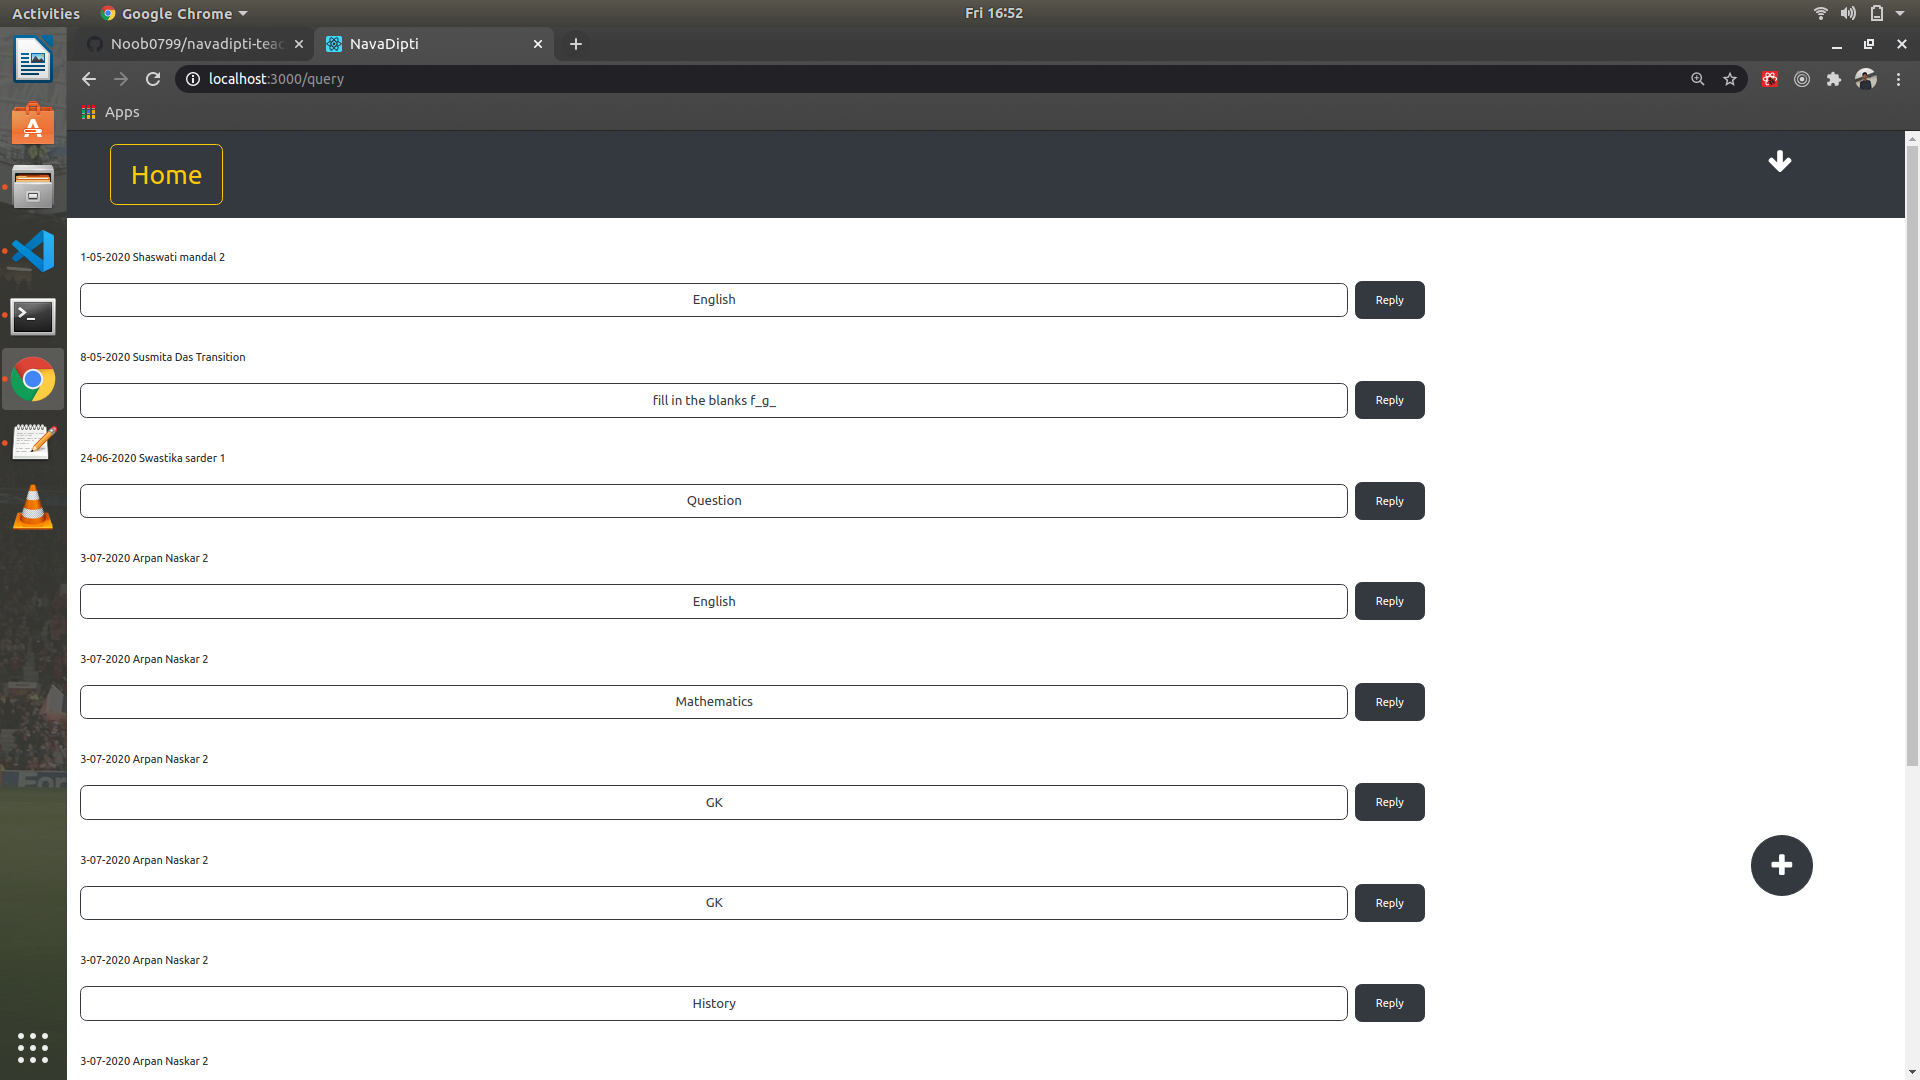 Activities Google Chrome Fri 16:52
Noob0799/navadipti-teac NavaDipti
localhost:3000/query
Apps
Home
1-05-2020 Shaswati mandal 2
English Reply
8-05-2020 Susmita Das Transition
fill in the blanks f_g_ Reply
24-06-2020 Swastika sarder 1
Question Reply
3-07-2020 Arpan Naskar 2
English Reply
3-07-2020 Arpan Naskar 2
Mathematics Reply
3-07-2020 Arpan Naskar 2
GK Reply
3-07-2020 Arpan Naskar 2
GK Reply
3-07-2020 Arpan Naskar 2
History Reply
3-07-2020 Arpan Naskar 2